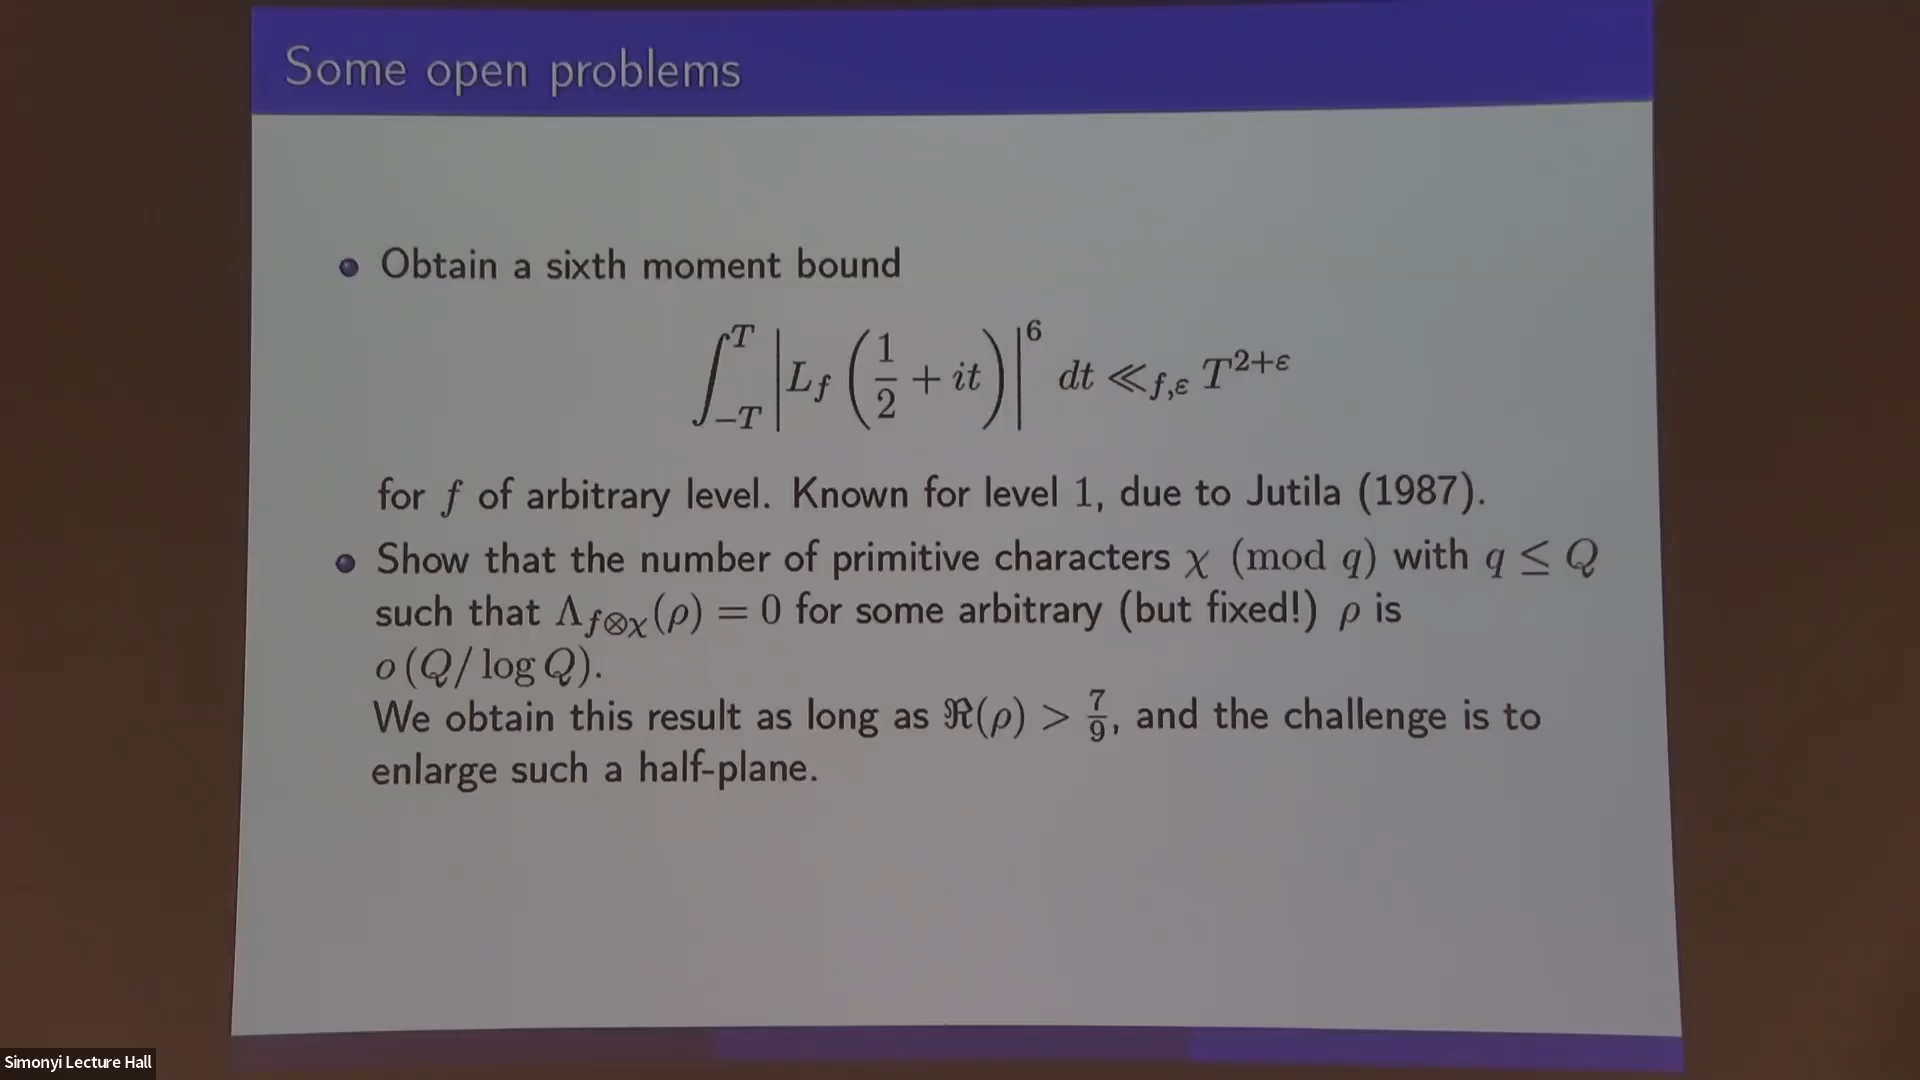 Some open problems
Obtain a sixth moment bound
∫_{-T}^{T} |L_f (1/2 + it)|^6 dt ≪_{f,ε} T^{2+ε}
for f of arbitrary level. Known for level 1, due to Jutila (1987).
Show that the number of primitive characters χ (mod q) with q ≤ Q
such that Λ_{f⊗χ}(ρ) = 0 for some arbitrary (but fixed!) ρ is
o (Q/ log Q).
We obtain this result as long as ℜ(ρ) > 7/9, and the challenge is to
enlarge such a half-plane.
Simonyi Lecture Hall